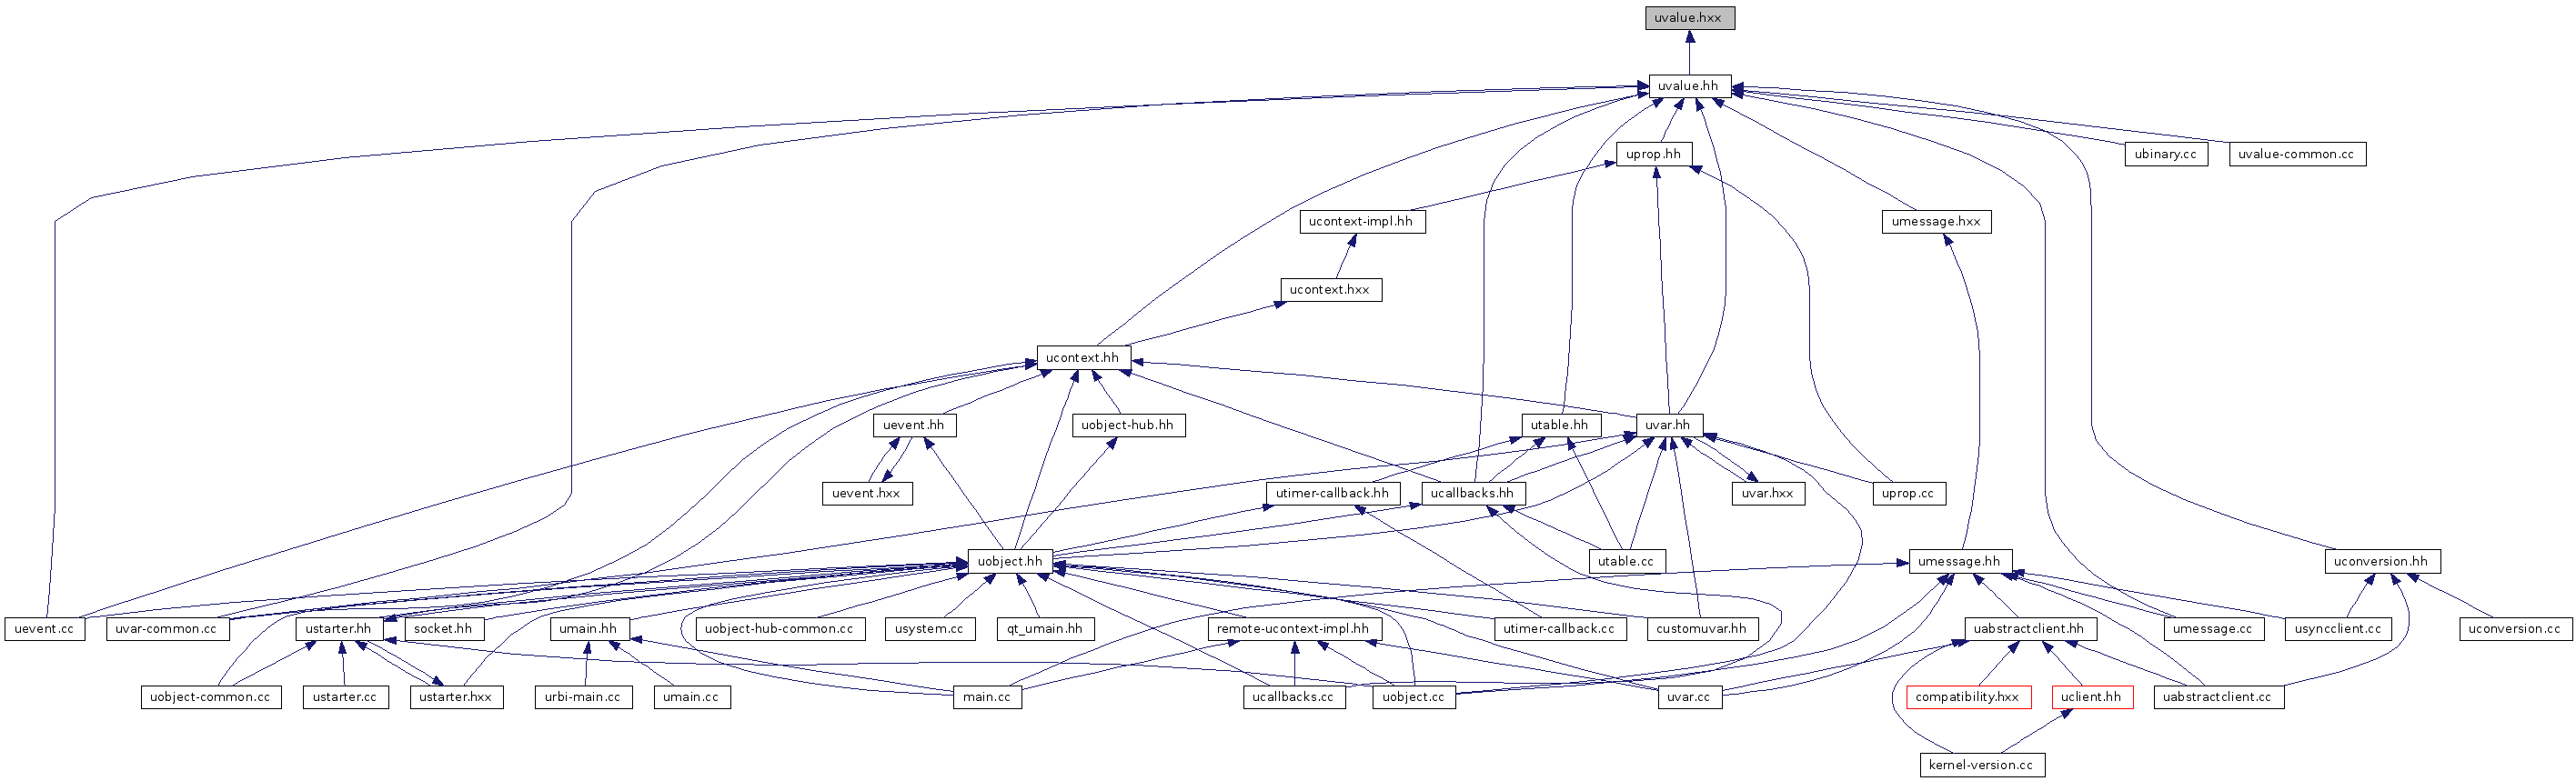 uvalue.hxx
uvalue.hh
uprop.hh
ubinary.cc
uvalue-common.cc
ucontext-impl.hh
umessage.hxx
ucontext.hxx
ucontext.hh
uevent.hh
uobject-hub.hh
utable.hh
uvar.hh
uevent.hxx
utimer-callback.hh
ucallbacks.hh
uvar.hxx
uprop.cc
uobject.hh
utable.cc
umessage.hh
uconversion.hh
uevent.cc
uvar-common.cc
ustarter.hh
socket.hh
umain.hh
uobject-hub-common.cc
usystem.cc
qt_umain.hh
remote-ucontext-impl.hh
utimer-callback.cc
customuvar.hh
uabstractclient.hh
umessage.cc
usyncclient.cc
uconversion.cc
uobject-common.cc
ustarter.cc
ustarter.hxx
urbi-main.cc
umain.cc
main.cc
ucallbacks.cc
uobject.cc
uvar.cc
compatibility.hxx
uclient.hh
uabstractclient.cc
kernel-version.cc